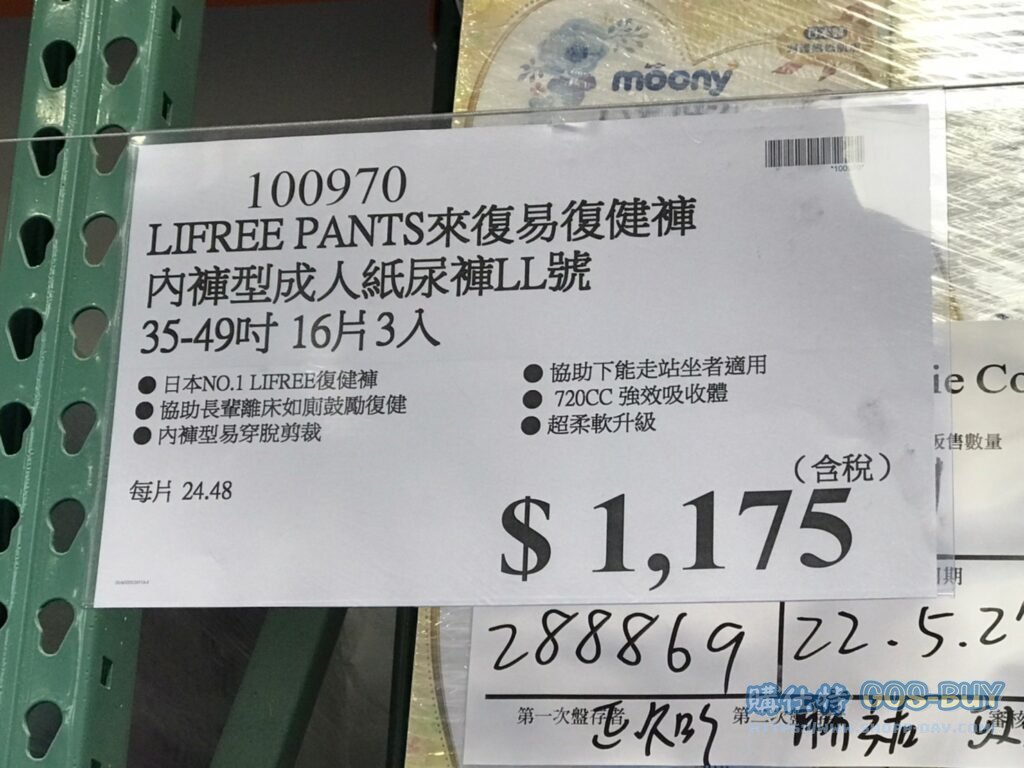 moony
100970
LIFREE PANTS來復易復健褲
內褲型成人紙尿褲LL號
35-49吋 16片3入
●日本NO.1 LIFREE復健褲
●協助長輩離床如廁鼓勵復健
●內褲型易穿脫剪裁
●協助下能走站坐者適用
●720CC 強效吸收體
●超柔軟升級
每片 24.48
(含稅)
$ 1,175
ie Co
售數量
期
288869
22.5.2
第一次盤存者
第二次
購仕特 COS-BUY